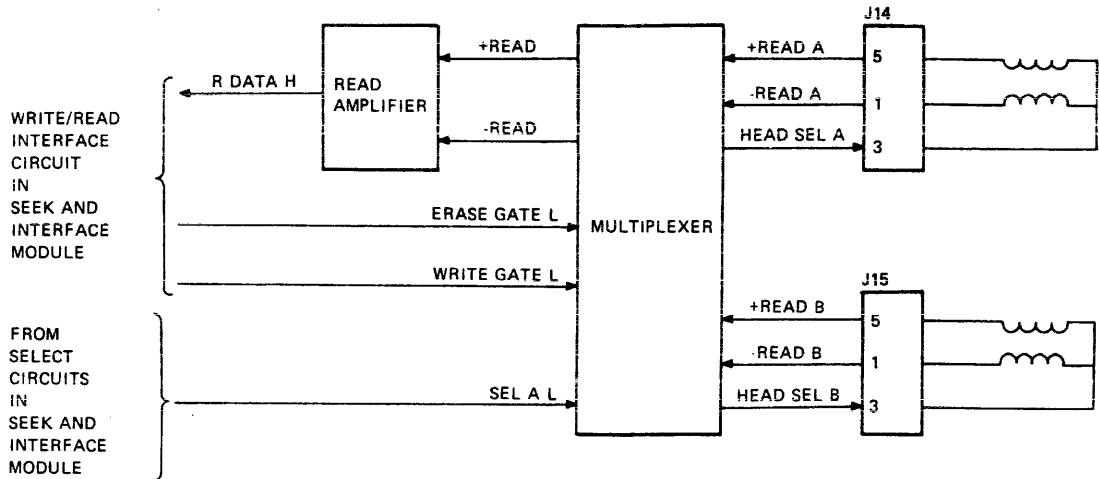 J14
+READ
+READ A
5
R DATA H
READ
AMPLIFIER
-READ A
1
WRITE/READ
INTERFACE
CIRCUIT
IN
SEEK AND
INTERFACE
MODULE
-READ
HEAD SEL A
3
ERASE GATE L
MULTIPLEXER
WRITE GATE L
J15
+READ B
5
FROM
SELECT
CIRCUITS
IN
SEEK AND
INTERFACE
MODULE
-READ B
1
SEL A L
HEAD SEL B
3